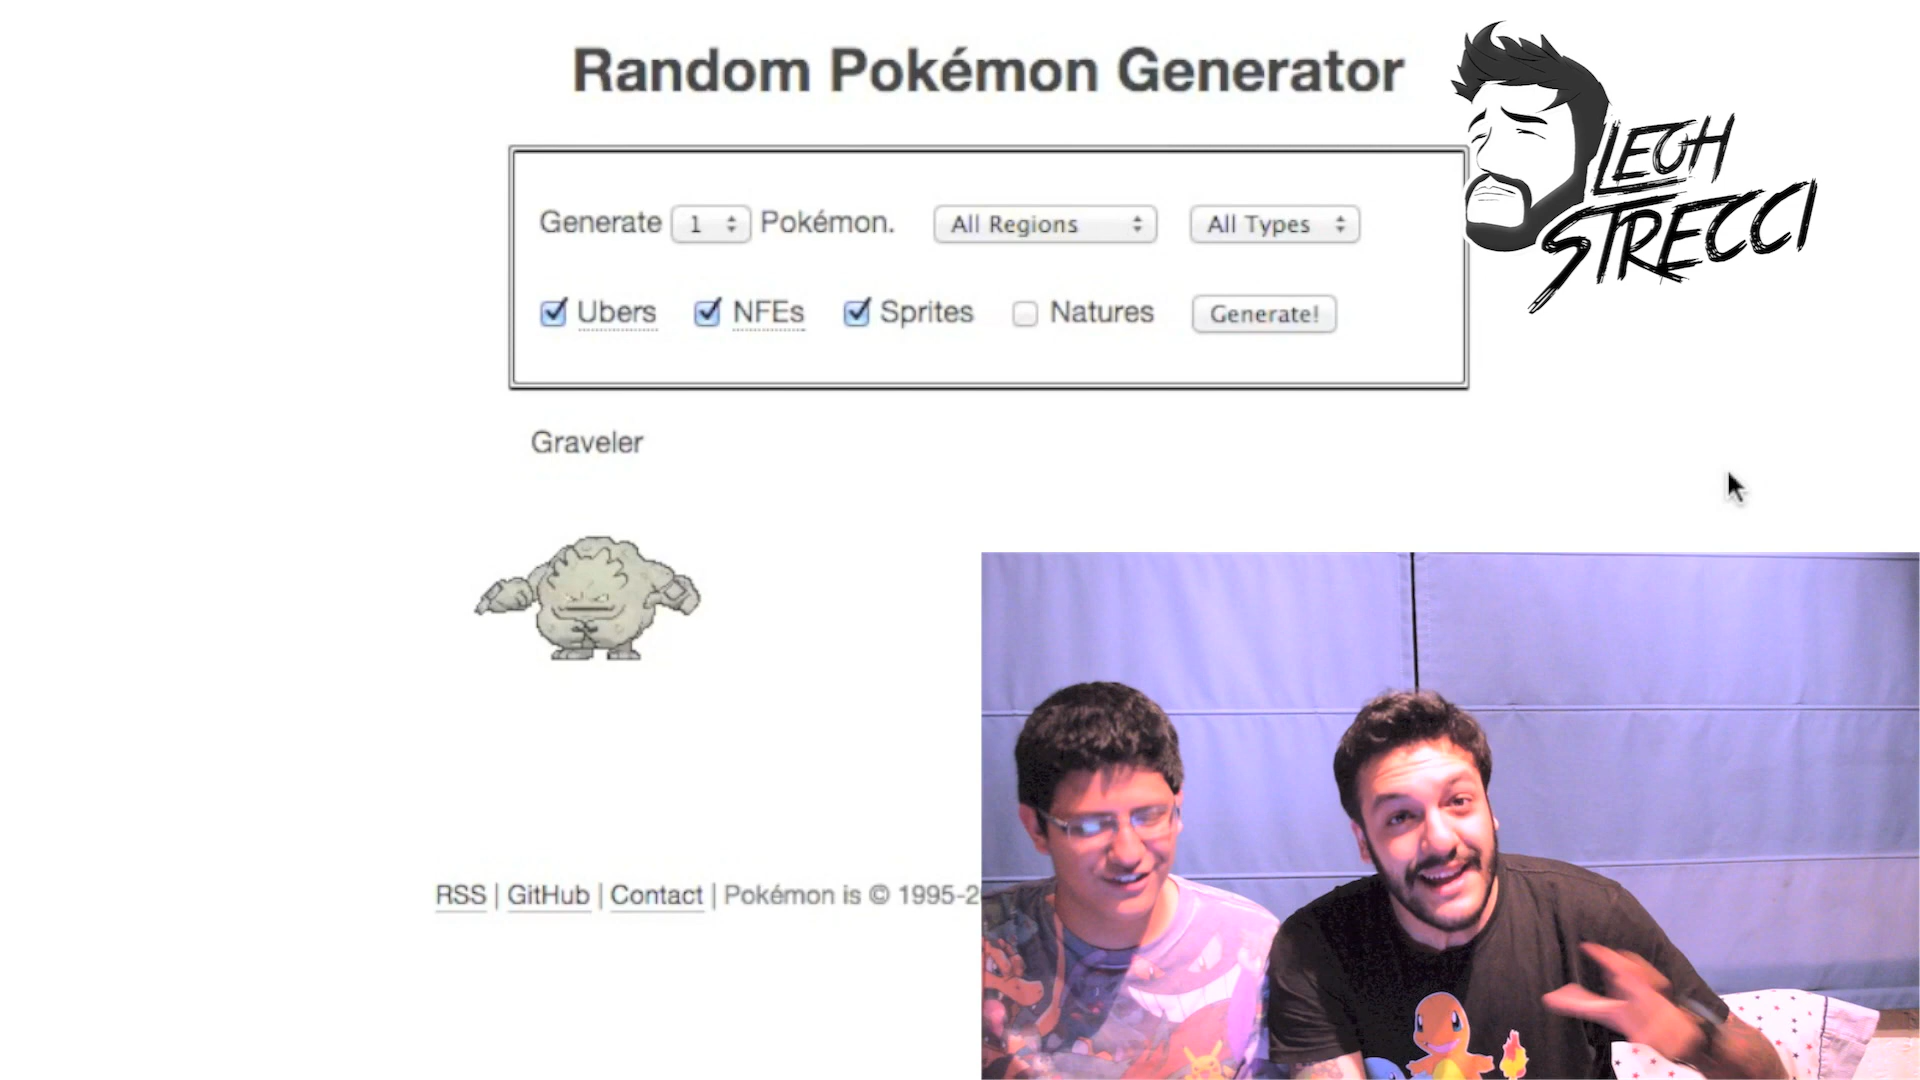 Random Pokémon Generator
LEOH
STRECCI
Generate 1 Pokémon. All Regions All Types
Ubers NFEs Sprites Natures Generate!
Graveler
RSS | GitHub | Contact | Pokémon is © 1995-2